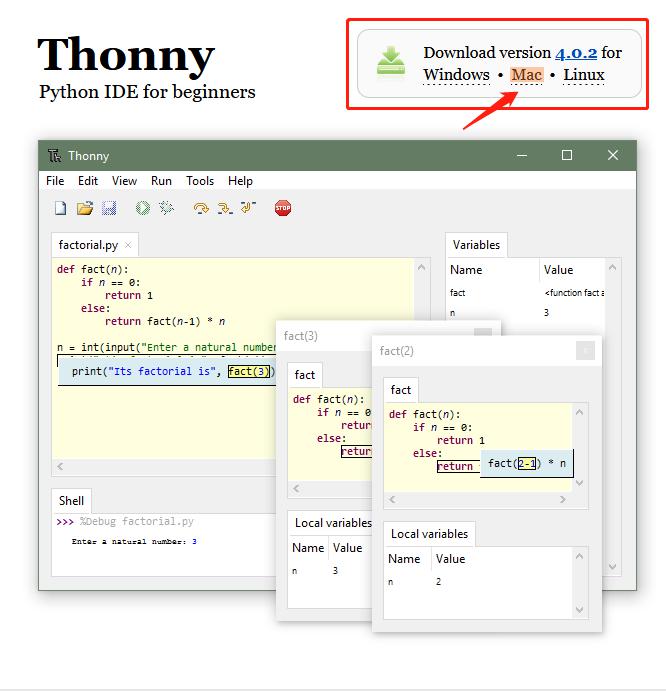 Thonny
Python IDE for beginners
Download version 4.0.2 for
Windows • Mac • Linux
Thonny
File Edit View Run Tools Help
STOP
factorial.py
def fact(n):
if n == 0:
return 1
else:
return fact(n-1) * n
n = int(input("Enter a natural number
print("Its factorial is", fact(3))
Variables
Name Value
fact <function fact a
n 3
Shell
>>> %Debug factorial.py
Enter a natural number: 3
fact(3)
fact
def fact(n):
if n == 0
retur
else:
retur
Local variables
Name Value
n 3
fact(2)
fact
def fact(n):
if n == 0:
return 1
else:
return fact(2-1) * n
Local variables
Name Value
n 2